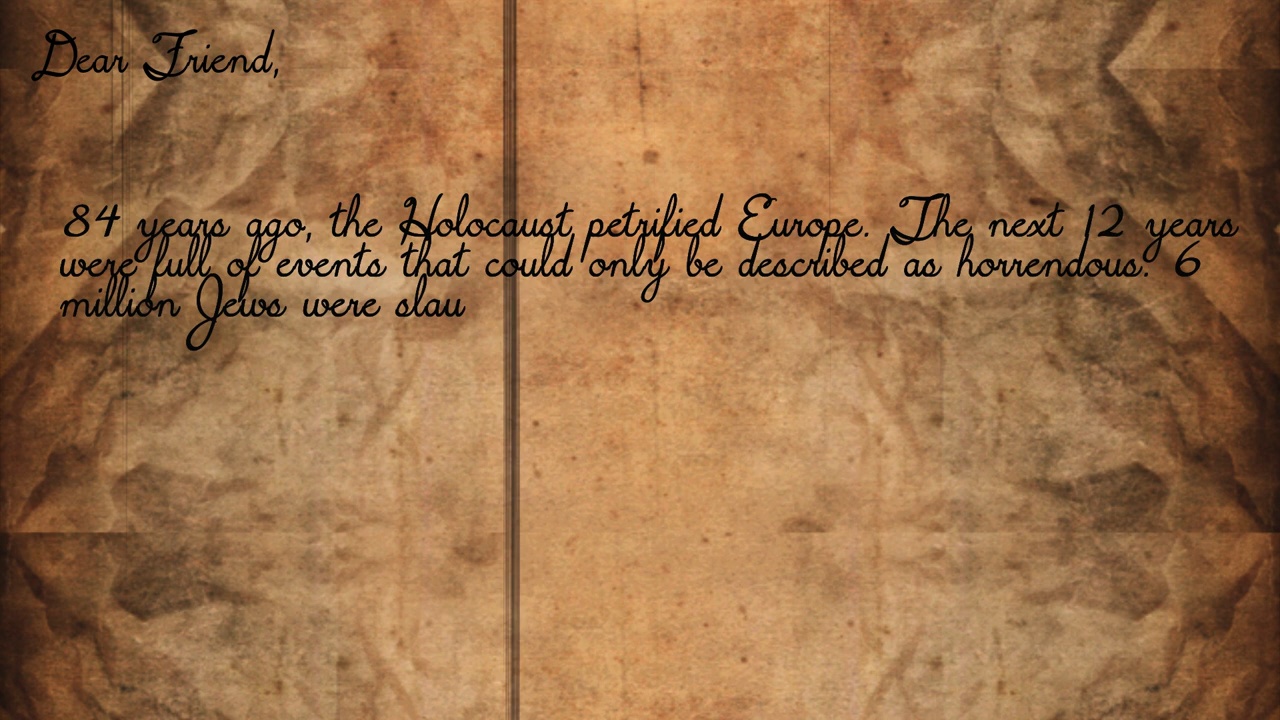 Dear Friend,
84 years ago, the Holocaust petrified Europe. The next 12 years
were full of events that could only be described as horrendous. 6
million Jews were slau